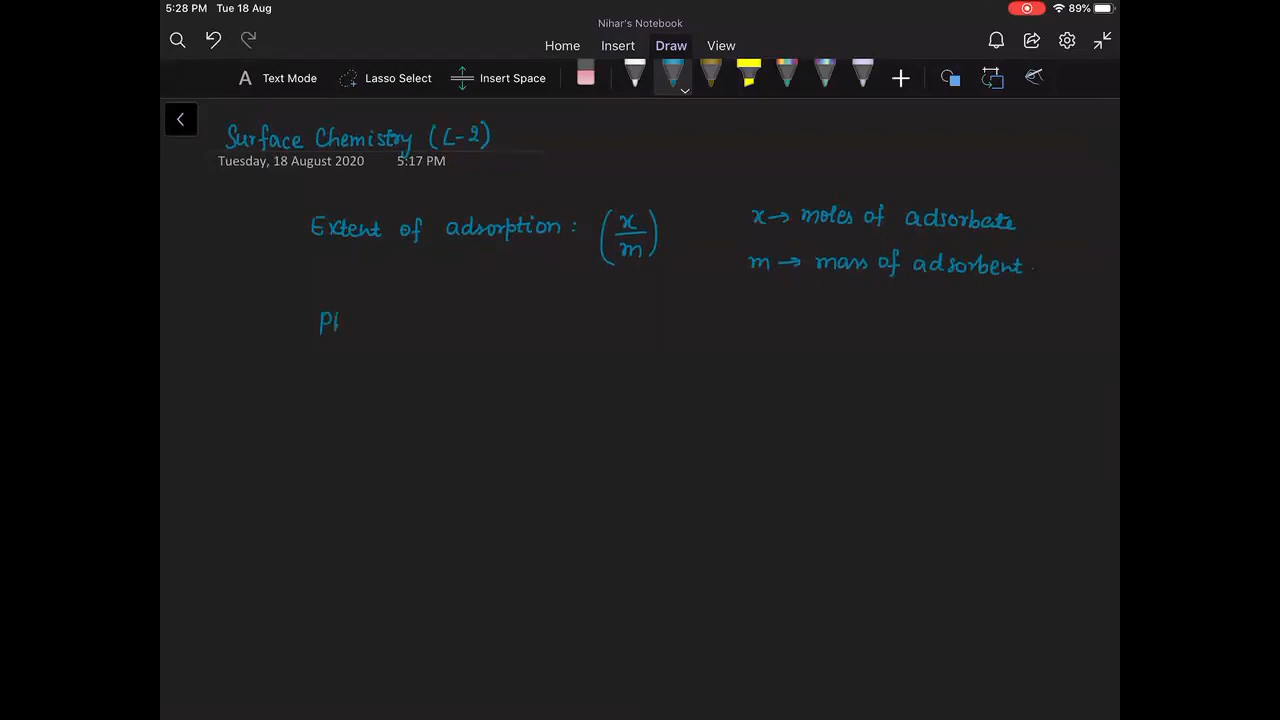 5:28 PM Tue 18 Aug
89%
Nihar's Notebook
Home Insert Draw View
A Text Mode Lasso Select Insert Space
Surface Chemistry (L-2)
Tuesday, 18 August 2020 5:17 PM
Extent of adsorption : (x/m)
x → moles of adsorbate
m → mass of adsorbent.